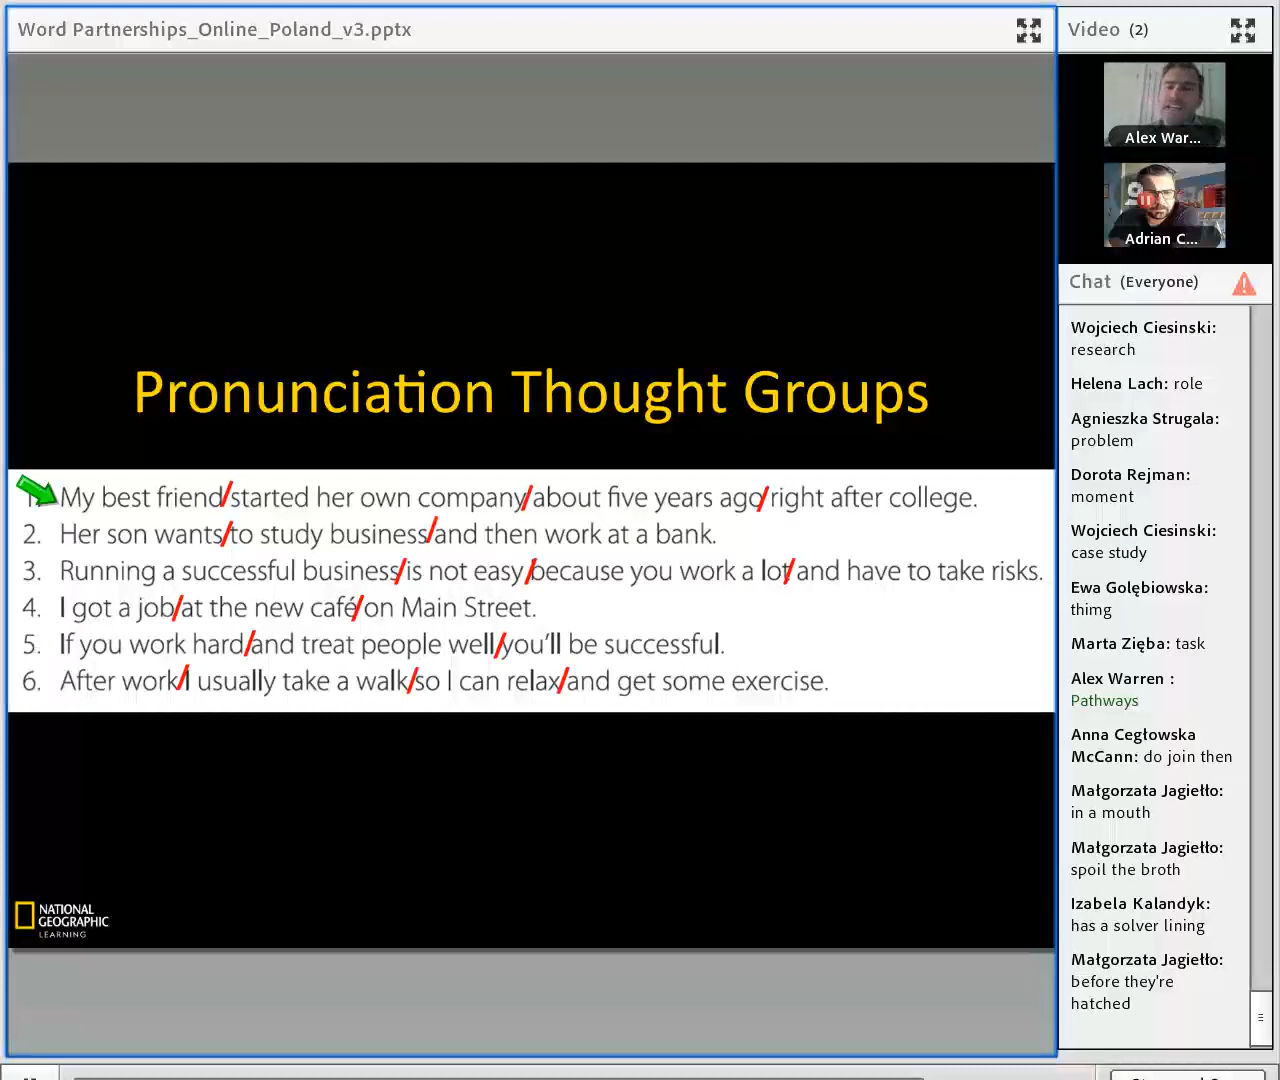 Word Partnerships_Online_Poland_v3.pptx
Pronunciation Thought Groups
1. My best friend/started her own company/about five years ago/right after college.
2. Her son wants/to study business/and then work at a bank.
3. Running a successful business/is not easy/because you work a lot/and have to take risks.
4. I got a job/at the new café/on Main Street.
5. If you work hard/and treat people well/you'll be successful.
6. After work/I usually take a walk/so I can relax/and get some exercise.
NATIONAL
GEOGRAPHIC
LEARNING
Video (2)
Alex War...
Adrian C...
Chat (Everyone)
Wojciech Ciesinski:
research
Helena Lach: role
Agnieszka Strugala:
problem
Dorota Rejman:
moment
Wojciech Ciesinski:
case study
Ewa Golębiowska:
thimg
Marta Zięba: task
Alex Warren :
Pathways
Anna Cegłowska
McCann: do join then
Małgorzata Jagiełło:
in a mouth
Małgorzata Jagiełło:
spoil the broth
Izabela Kalandyk:
has a solver lining
Małgorzata Jagiełło:
before they're
hatched